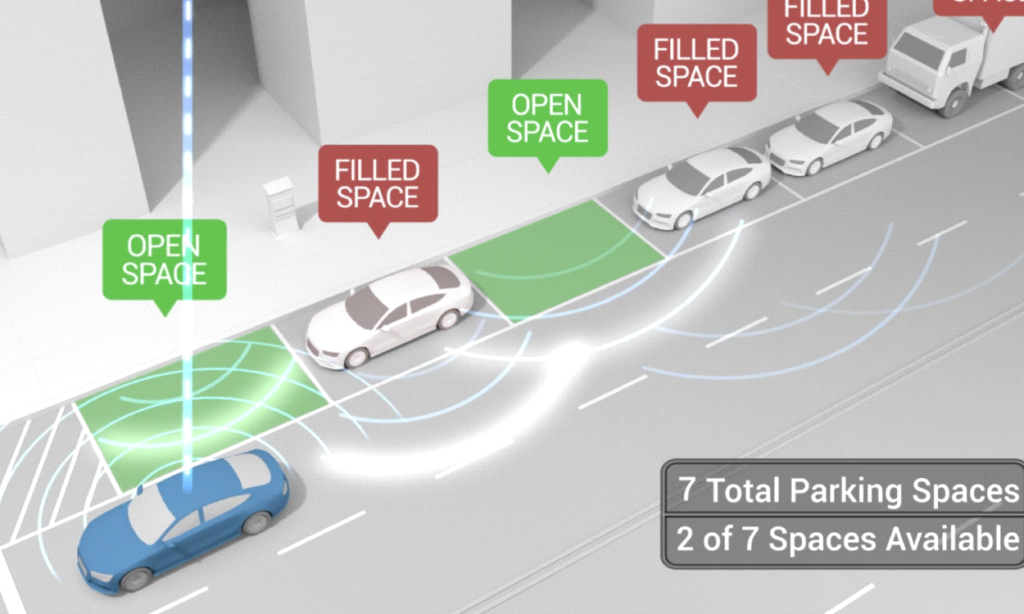 FILLED
SPACE
SPACE
FILLED
SPACE
OPEN
SPACE
FILLED
SPACE
OPEN
SPACE
7 Total Parking Spaces
2 of 7 Spaces Available